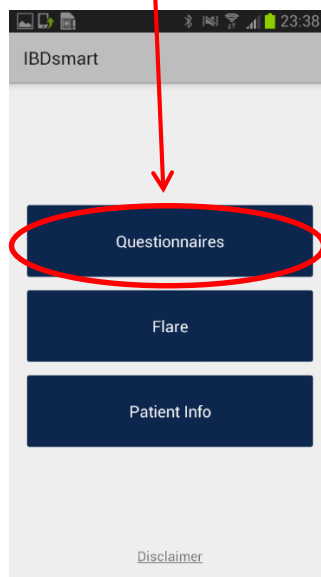 23:38
IBDsmart
Questionnaires
Flare
Patient Info
Disclaimer